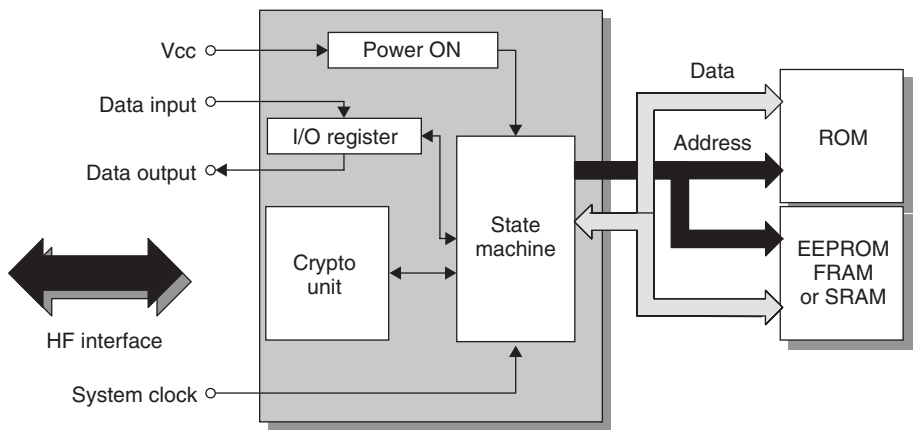 Vcc
Power ON
Data
Data input
I/O register
Address
ROM
Data output
State
machine
Crypto
unit
EEPROM
FRAM
or SRAM
HF interface
System clock